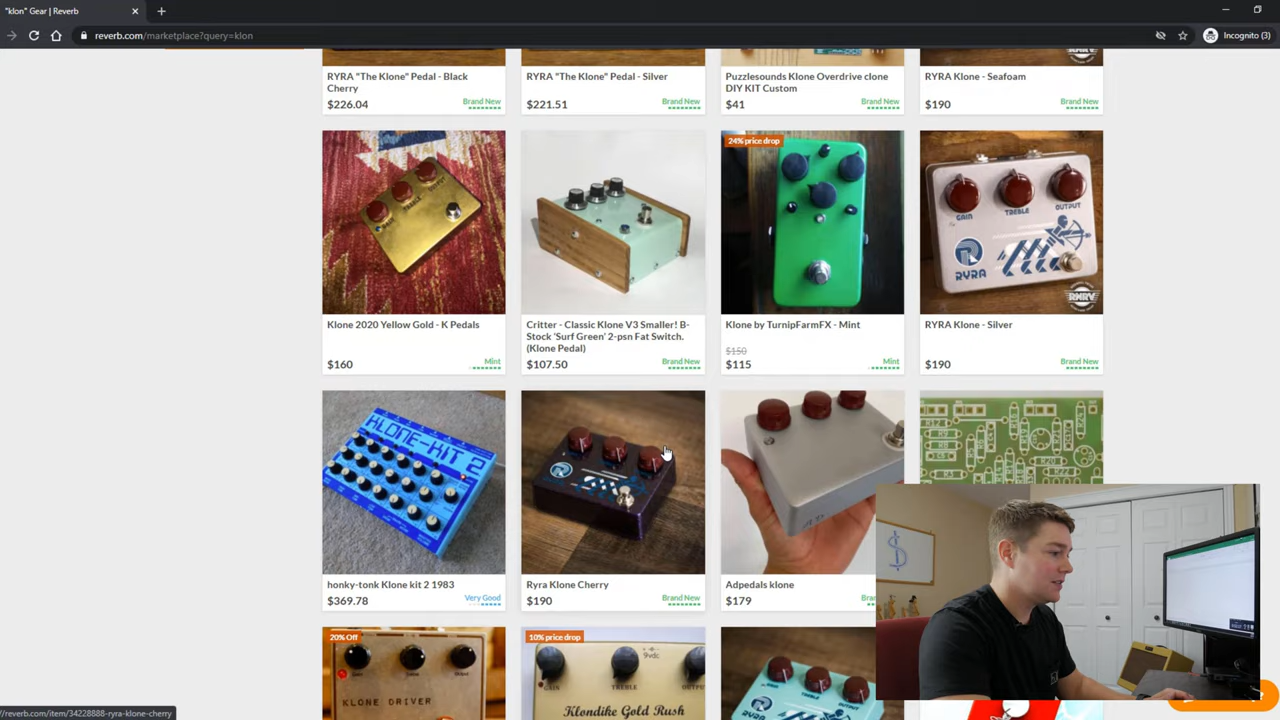 "klon" Gear | Reverb
reverb.com/marketplace?query=klon
Incognito (3)
RYRA "The Klone" Pedal - Black
Cherry
$226.04
Brand New
RYRA "The Klone" Pedal - Silver
$221.51
Brand New
Puzzlesounds Klone Overdrive clone
DIY KIT Custom
$41
Brand New
RYRA Klone - Seafoam
$190
Brand New
Klone 2020 Yellow Gold - K Pedals
$160
Mint
Critter - Classic Klone V3 Smaller! B-
Stock 'Surf Green' 2-psn Fat Switch.
(Klone Pedal)
$107.50
Brand New
24% price drop
Klone by TurnipFarmFX - Mint
$150
$115
Mint
GAIN
TREBLE
OUTPUT
RYRA
RYRA Klone - Silver
$190
Brand New
KLONE-KIT 2
honky-tonk Klone kit 2 1983
$369.78
Very Good
Ryra Klone Cherry
$190
Brand New
Adpedals klone
$179
$
20% Off
KLONE DRIVER
10% price drop
9vdc
GAIN
TREBLE
Klondike Gold Rush
//reverb.com/item/34228888-ryra-klone-cherry